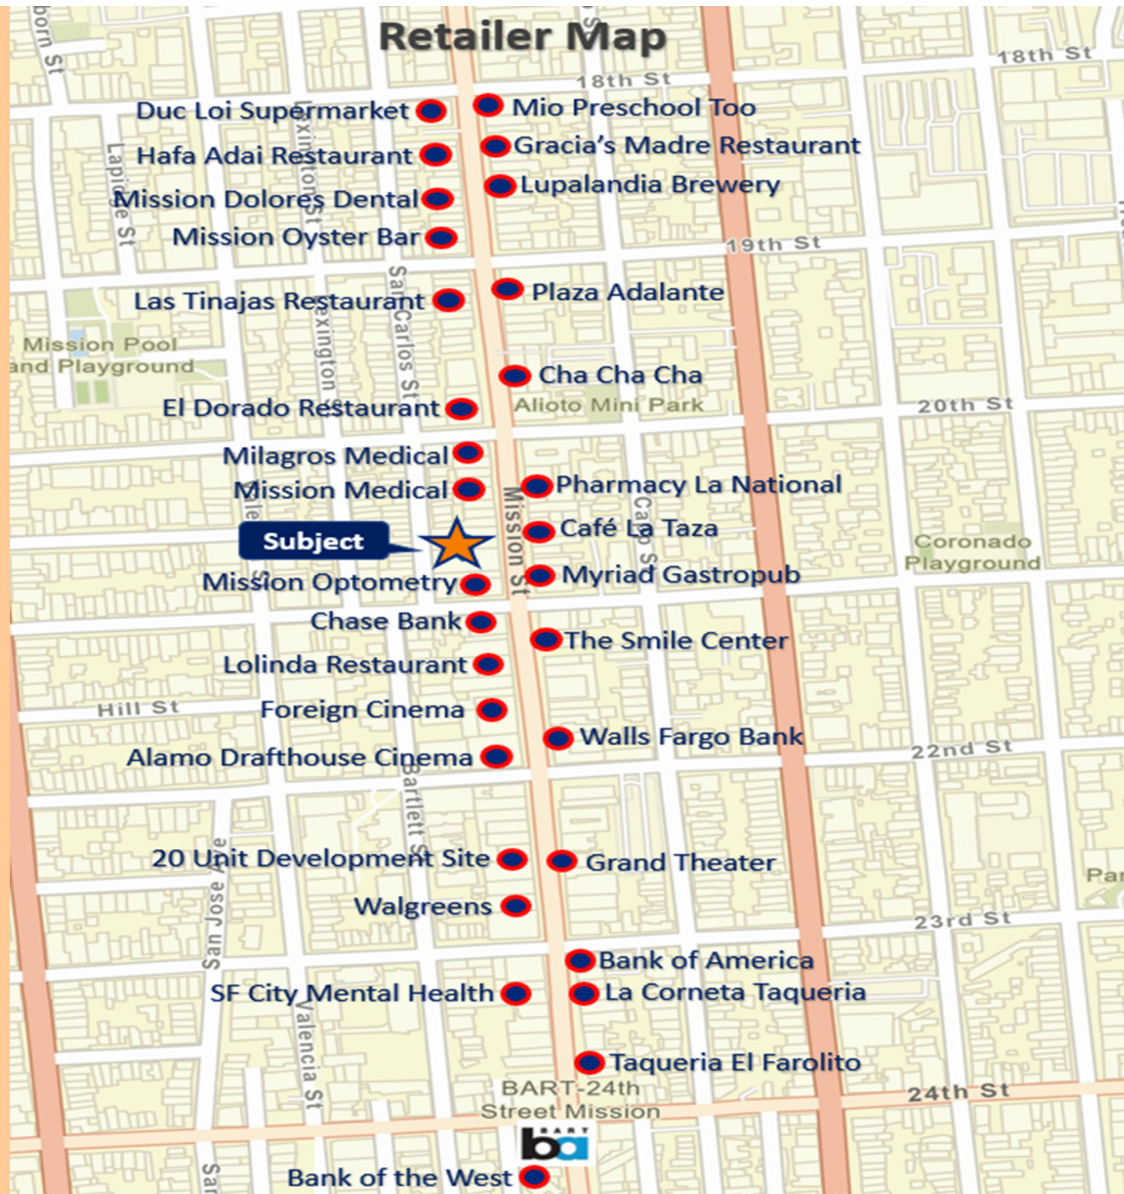 Retailer Map
18th St
18th St
Duc Loi Supermarket
Mio Preschool Too
Hafa Adai Restaurant
Gracia's Madre Restaurant
Mission Dolores Dental
Lupalandia Brewery
Mission Oyster Bar
19th St
Las Tinajas Restaurant
Plaza Adalante
San Carlos St
Mission Pool
and Playground
Cha Cha Cha
El Dorado Restaurant
Alioto Mini Park
20th St
Milagros Medical
Mission Medical
Pharmacy La National
Mission St
Café La Taza
Subject
Coronado
Playground
Mission Optometry
Myriad Gastropub
Chase Bank
The Smile Center
Lolinda Restaurant
Hill St
Foreign Cinema
Walls Fargo Bank
22nd St
Alamo Drafthouse Cinema
Bartlett S
20 Unit Development Site
Grand Theater
San Jose Ave
Walgreens
23rd St
Bank of America
SF City Mental Health
La Corneta Taqueria
Valencia St
Taqueria El Farolito
BART-24th
Street Mission
24th St
BART
ba
Bank of the West